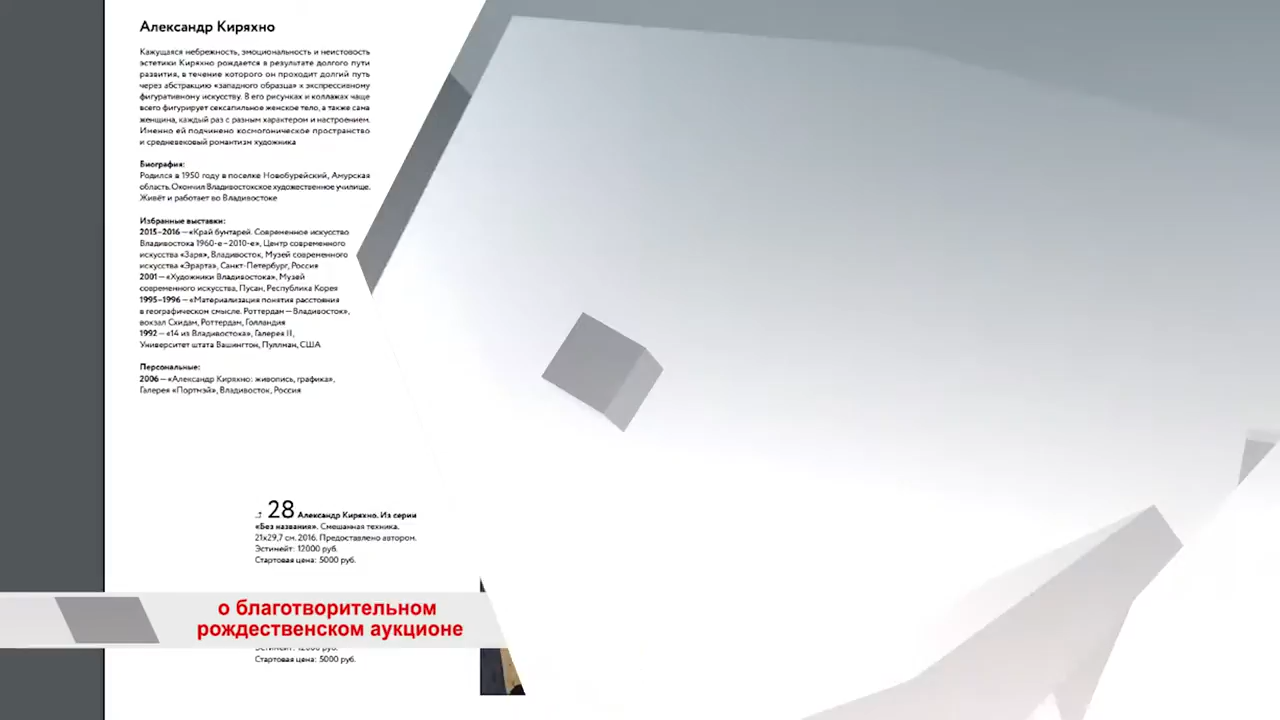 Александр Киряхно
Кажущаяся небрежность, эмоциональность и неистовость
эстетики Киряхно рождается в результате долгого пути
развития, в течение которого он проходит долгий путь
через абстракцию «западного образца» к экспрессивному
фигуративному искусству. В его рисунках и коллажах чаще
всего фигурирует сексапильное женское тело, а также сама
женщина, каждый раз с разным характером и настроением.
Именно ей подчинено космогоническое пространство
и средневековый романтизм художника
Биография:
Родился в 1950 году в поселке Новобурейский, Амурская
область. Окончил Владивостокское художественное училище.
Живёт и работает во Владивостоке
Избранные выставки:
2015–2016 — «Край бунтарей. Современное искусство
Владивостока 1960-е – 2010-е», Центр современного
искусства «Заря», Владивосток, Музей современного
искусства «Эрарта», Санкт-Петербург, Россия
2001 — «Художники Владивостока», Музей
современного искусства, Пусан, Республика Корея
1995–1996 — «Материализация понятия расстояния
в географическом смысле. Роттердам — Владивосток»,
вокзал Схидам, Роттердам, Голландия
1992 — «14 из Владивостока», Галерея II,
Университет штата Вашингтон, Пуллман, США
Персональные:
2006 — «Александр Киряхно: живопись, графика»,
Галерея «Портмэй», Владивосток, Россия
28 Александр Киряхно. Из серии
«Без названия». Смешанная техника.
21x29,7 см. 2016. Предоставлено автором.
Эстимейт: 12000 руб.
Стартовая цена: 5000 руб.
о благотворительном
рождественском аукционе
Эстимейт: 12000 руб.
Стартовая цена: 5000 руб.